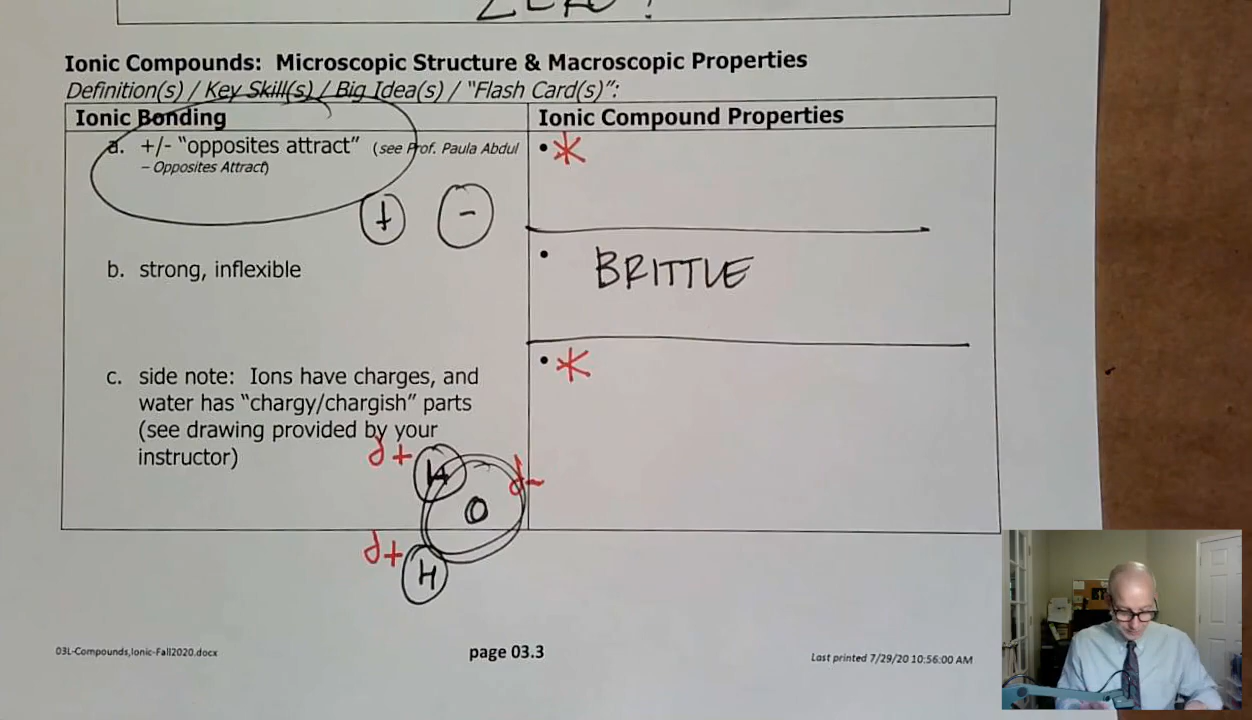 ZERO!
Ionic Compounds: Microscopic Structure & Macroscopic Properties
Definition(s) / Key Skill(s) / Big Idea(s) / “Flash Card(s)”:
Ionic Bonding
a. +/- “opposites attract” (see Prof. Paula Abdul
– Opposites Attract)
+ -
b. strong, inflexible
c. side note: Ions have charges, and
water has “chargy/chargish” parts
(see drawing provided by your
instructor)
δ+ H
δ-
O
δ+ H
Ionic Compound Properties
• *
• BRITTLE
• *
03L-Compounds,Ionic-Fall2020.docx
page 03.3
Last printed 7/29/20 10:56:00 AM